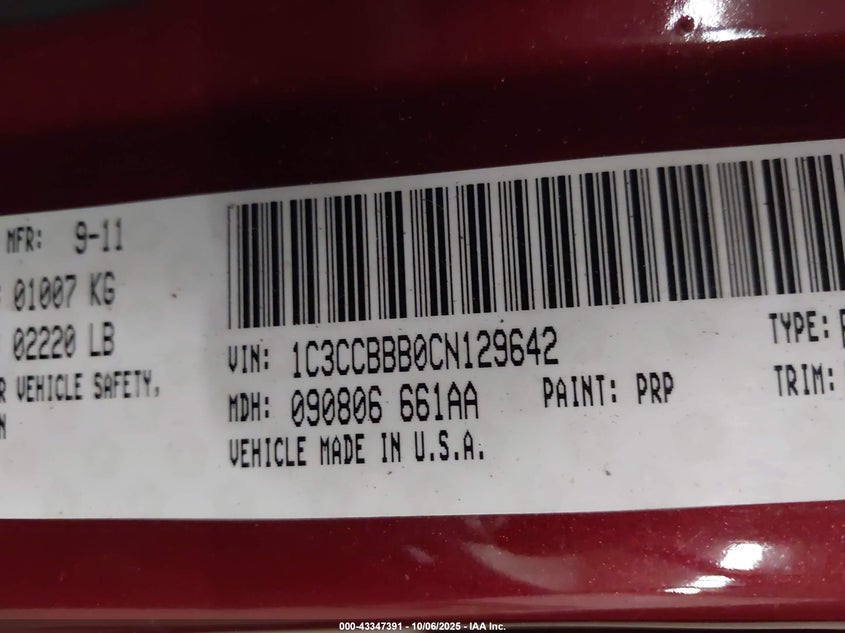 MFR: 9-11
01007 KG
02220 LB
VEHICLE SAFETY,
VIN: 1C3CCBBB0CN129642
TYPE:
MDH: 090806 661AA
PAINT: PRP
TRIM:
VEHICLE MADE IN U.S.A.
000-43347391 - 10/06/2025 - IAA Inc.